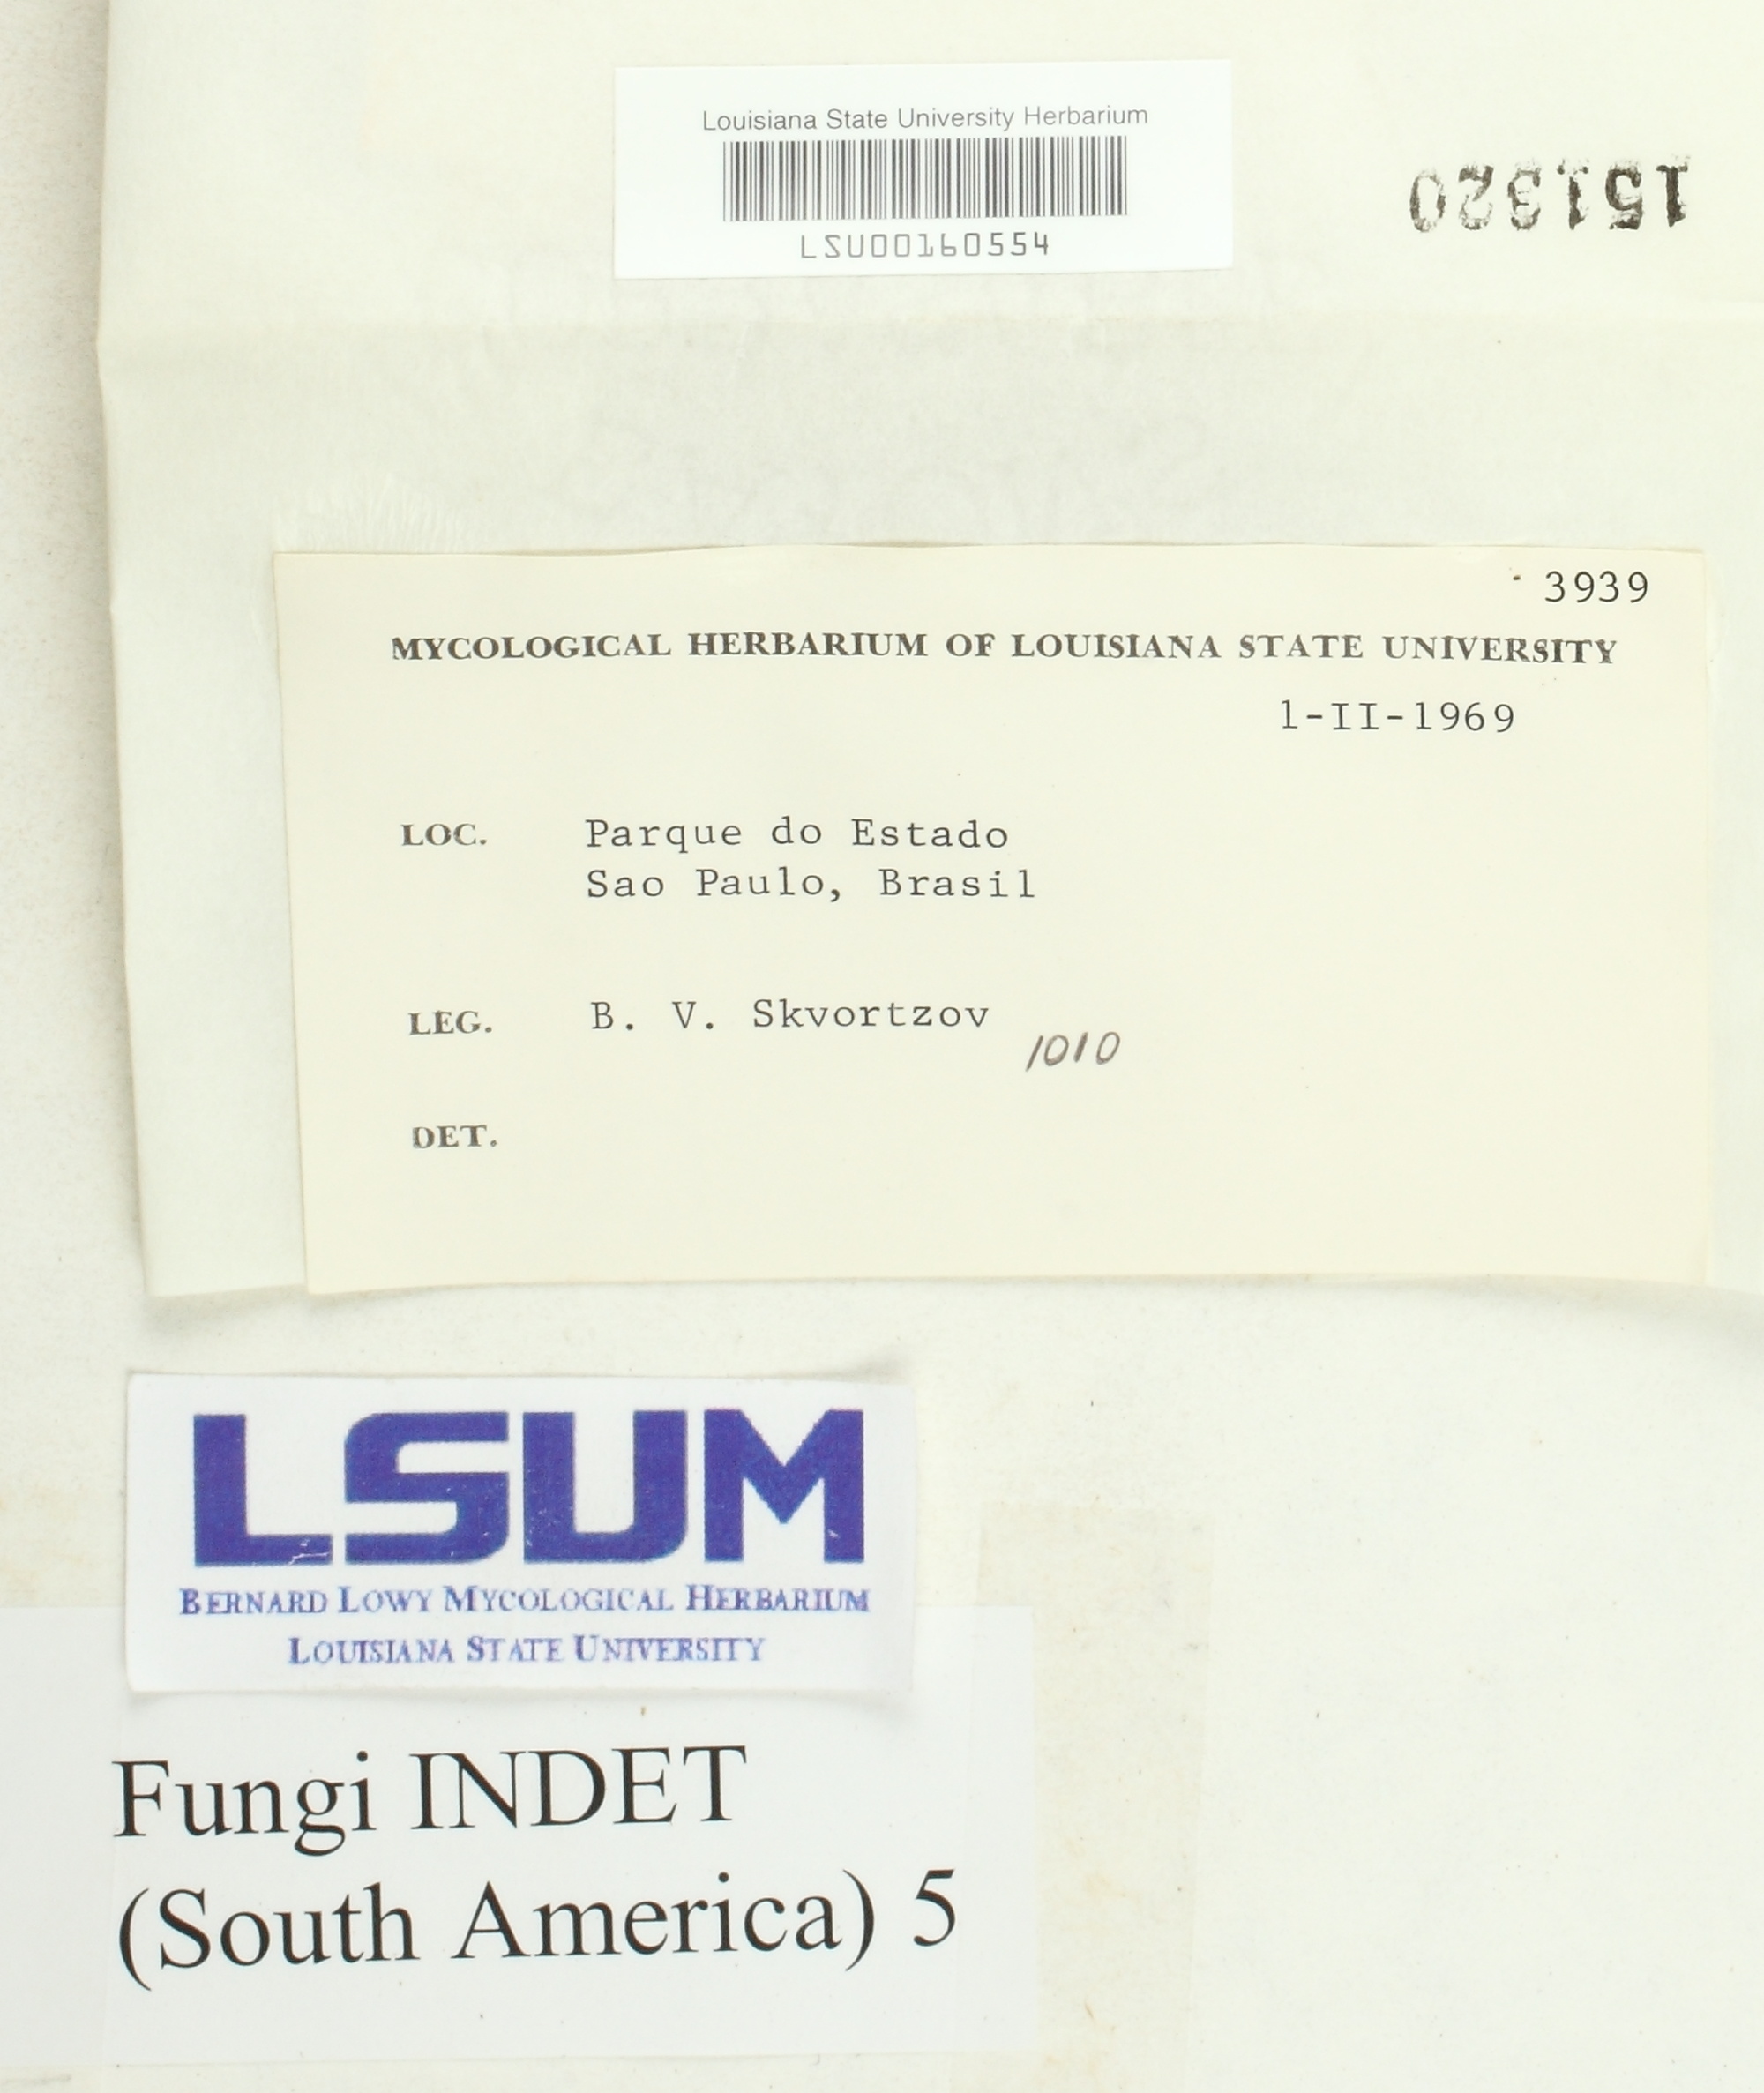 Louisiana State University Herbarium
LSU00160554
151320
3939
MYCOLOGICAL HERBARIUM OF LOUISIANA STATE UNIVERSITY
1-II-1969
LOC. Parque do Estado
Sao Paulo, Brasil
LEG. B. V. Skvortzov
1010
DET.
LSUM
BERNARD LOWY MYCOLOGICAL HERBARIUM
LOUISIANA STATE UNIVERSITY
Fungi INDET
(South America) 5